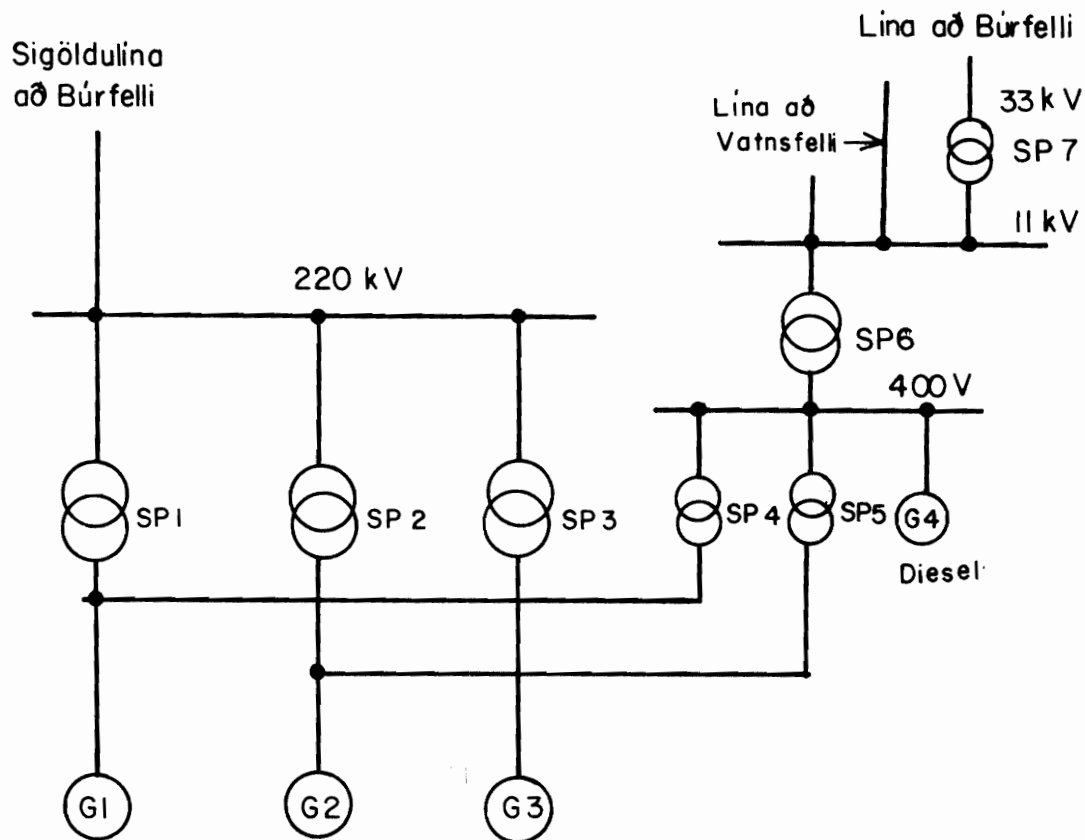 Sigöldulína
að Búrfelli
Lína að Búrfelli
Lína að
Vatnsfelli
33 kV
SP 7
11 kV
220 kV
SP6
400 V
SP 1
SP 2
SP 3
SP 4
SP5
G4
Diesel
G1
G2
G3